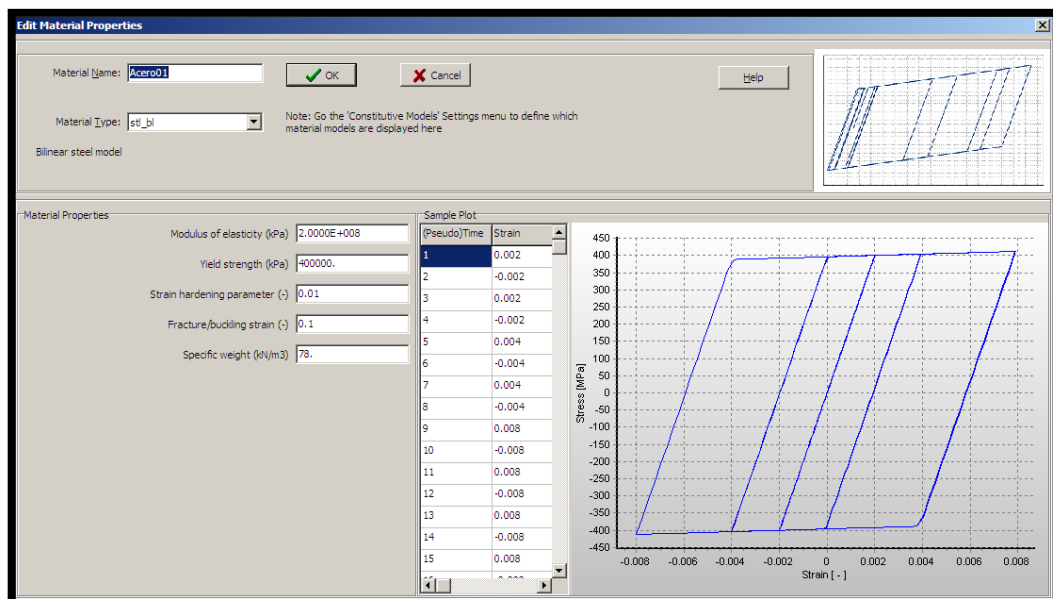 Edit Material Properties
Material Name: Acero01
OK
Cancel
Help
Material Type: stl_bl
Note: Go the 'Constitutive Models' Settings menu to define which
material models are displayed here
Bilinear steel model
Material Properties
Modulus of elasticity (kPa) 2.0000E+008
Yield strength (kPa) 400000.
Strain hardening parameter (-) 0.01
Fracture/buckling strain (-) 0.1
Specific weight (kN/m3) 78.
Sample Plot
(Pseudo)Time Strain
1 0.002
2 -0.002
3 0.002
4 -0.002
5 0.004
6 -0.004
7 0.004
8 -0.004
9 0.008
10 -0.008
11 0.008
12 -0.008
13 0.008
14 -0.008
15 0.008
Stress [MPa]
450
400
350
300
250
200
150
100
50
0
-50
-100
-150
-200
-250
-300
-350
-400
-450
-0.008 -0.006 -0.004 -0.002 0 0.002 0.004 0.006 0.008
Strain [ - ]